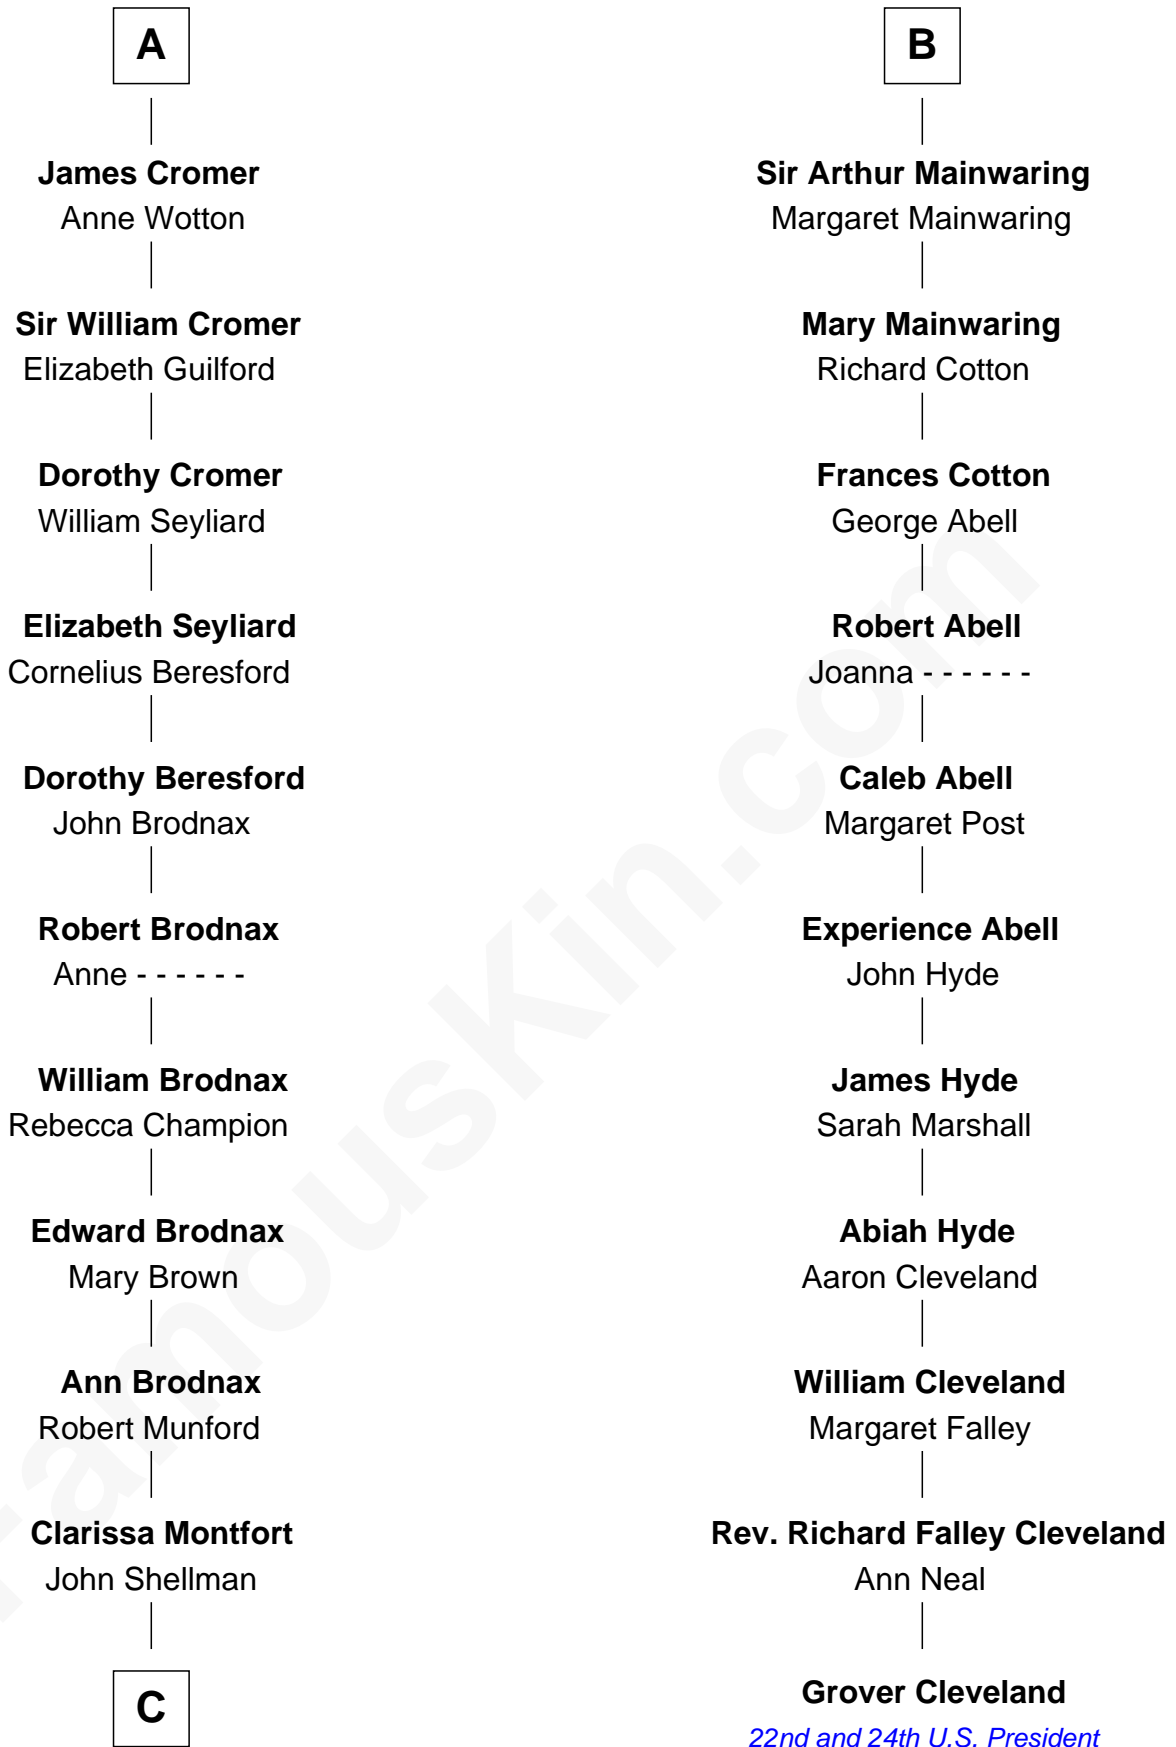 A
James Cromer
Anne Wotton
Sir William Cromer
Elizabeth Guilford
Dorothy Cromer
William Seyliard
Elizabeth Seyliard
Cornelius Beresford
Dorothy Beresford
John Brodnax
Robert Brodnax
Anne - - - - - -
William Brodnax
Rebecca Champion
Edward Brodnax
Mary Brown
Ann Brodnax
Robert Munford
Clarissa Montfort
John Shellman
C
B
Sir Arthur Mainwaring
Margaret Mainwaring
Mary Mainwaring
Richard Cotton
Frances Cotton
George Abell
Robert Abell
Joanna - - - - - -
Caleb Abell
Margaret Post
Experience Abell
John Hyde
James Hyde
Sarah Marshall
Abiah Hyde
Aaron Cleveland
William Cleveland
Margaret Falley
Rev. Richard Falley Cleveland
Ann Neal
Grover Cleveland
22nd and 24th U.S. President
FamousKin.com